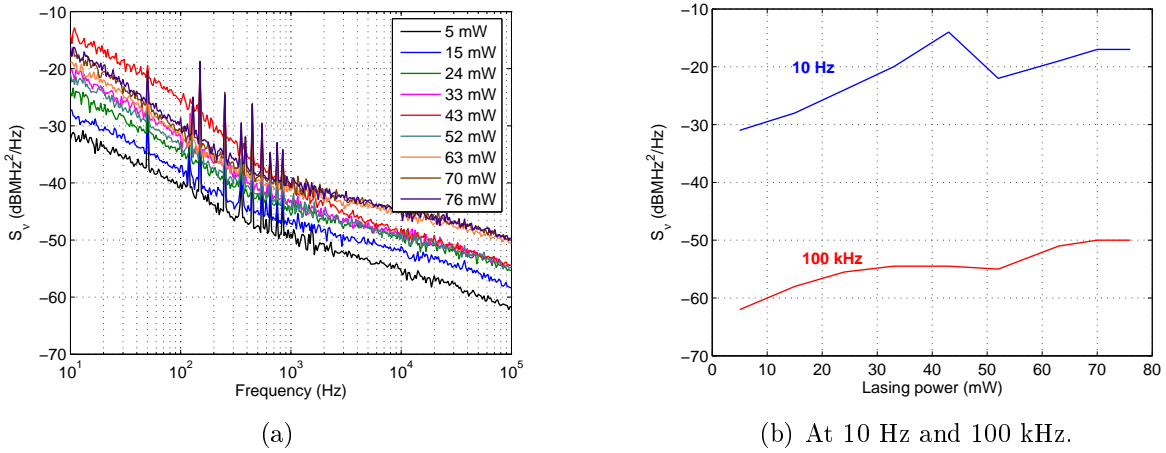 −10
−20
−30
−40
−50
−60
−70
S_ν (dBMHz²/Hz)
10¹
10²
10³
10⁴
10⁵
Frequency (Hz)
5 mW
15 mW
24 mW
33 mW
43 mW
52 mW
63 mW
70 mW
76 mW
(a)
−10
−20
−30
−40
−50
−60
−70
S_ν (dBMHz²/Hz)
10 Hz
100 kHz
0
10
20
30
40
50
60
70
80
Lasing power (mW)
(b) At 10 Hz and 100 kHz.